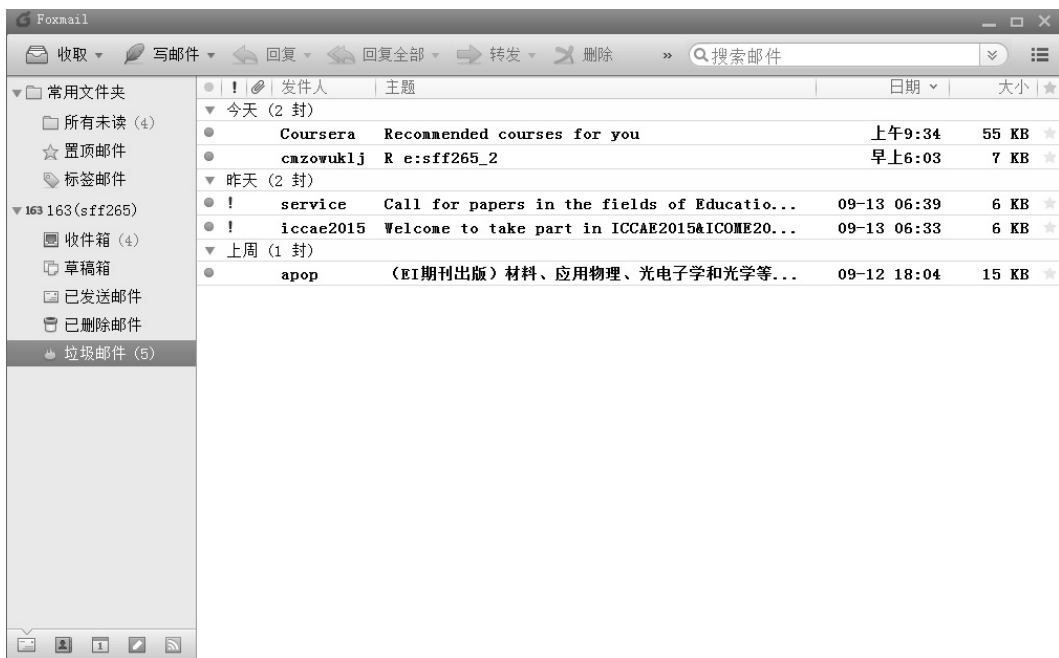 Foxmail
收取 写邮件 回复 回复全部 转发 删除 » 搜索邮件
常用文件夹
所有未读 (4)
置顶邮件
标签邮件
163 163(sff265)
收件箱 (4)
草稿箱
已发送邮件
已删除邮件
垃圾邮件 (5)
! 发件人 主题 日期 大小
今天 (2 封)
Coursera Recommended courses for you 上午9:34 55 KB
cmzowuklj R e:sff265_2 早上6:03 7 KB
昨天 (2 封)
! service Call for papers in the fields of Educatio... 09-13 06:39 6 KB
! iccae2015 Welcome to take part in ICCAE2015&ICOME20... 09-13 06:33 6 KB
上周 (1 封)
apop (EI期刊出版)材料、应用物理、光电子学和光学等... 09-12 18:04 15 KB
1